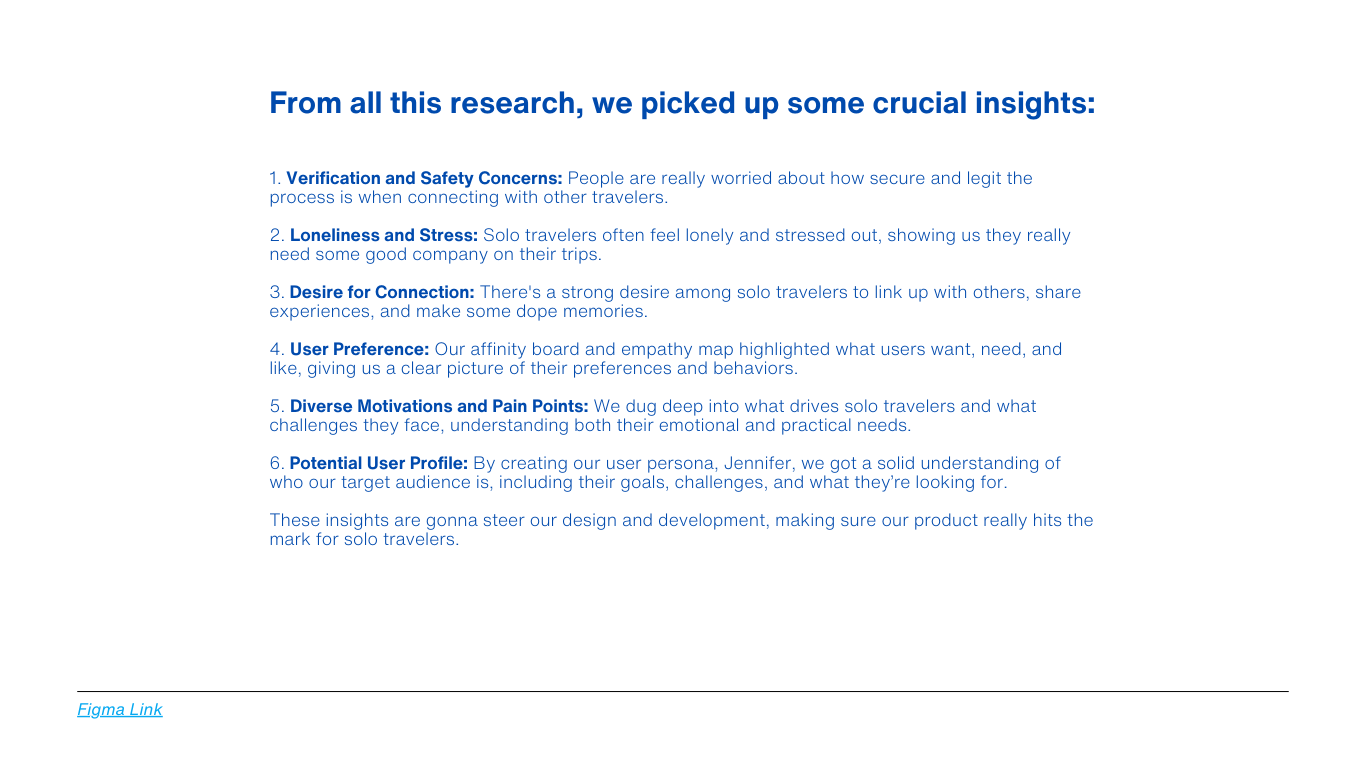 From all this research, we picked up some crucial insights:
1. Verification and Safety Concerns: People are really worried about how secure and legit the
process is when connecting with other travelers.
2. Loneliness and Stress: Solo travelers often feel lonely and stressed out, showing us they really
need some good company on their trips.
3. Desire for Connection: There's a strong desire among solo travelers to link up with others, share
experiences, and make some dope memories.
4. User Preference: Our affinity board and empathy map highlighted what users want, need, and
like, giving us a clear picture of their preferences and behaviors.
5. Diverse Motivations and Pain Points: We dug deep into what drives solo travelers and what
challenges they face, understanding both their emotional and practical needs.
6. Potential User Profile: By creating our user persona, Jennifer, we got a solid understanding of
who our target audience is, including their goals, challenges, and what they’re looking for.
These insights are gonna steer our design and development, making sure our product really hits the
mark for solo travelers.
Figma Link